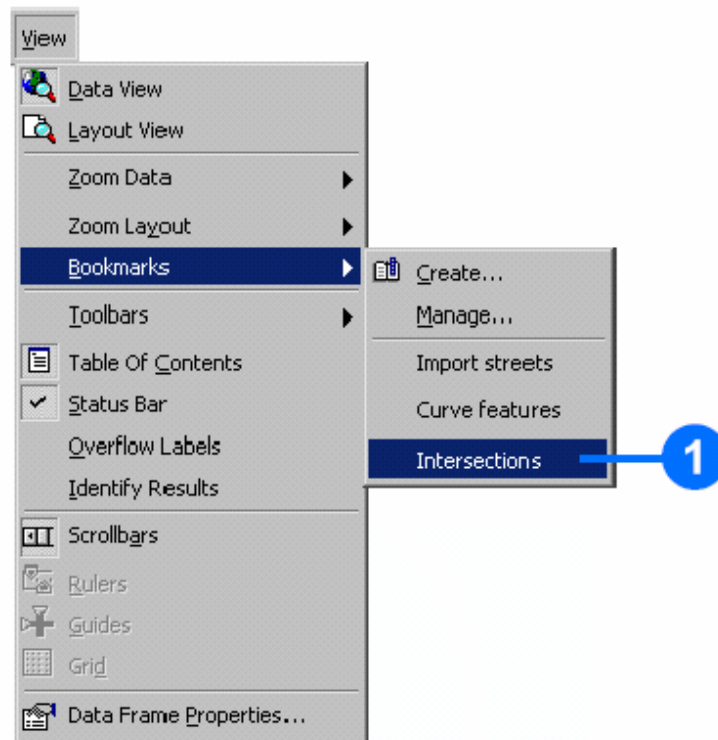 View
Data View
Layout View
Zoom Data
Zoom Layout
Bookmarks
Create...
Manage...
Import streets
Curve features
Intersections
1
Toolbars
Table Of Contents
Status Bar
Overflow Labels
Identify Results
Scrollbars
Rulers
Guides
Grid
Data Frame Properties...